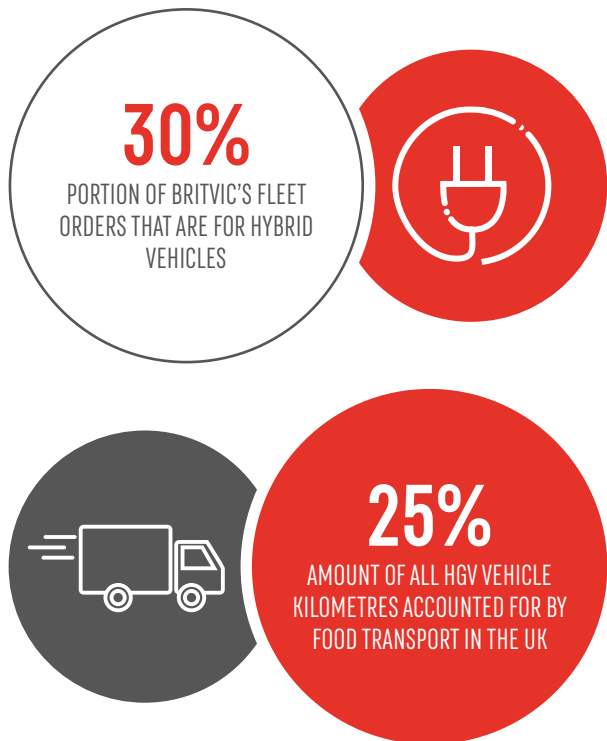 30%
PORTION OF BRITVIC'S FLEET
ORDERS THAT ARE FOR HYBRID
VEHICLES
25%
AMOUNT OF ALL HGV VEHICLE
KILOMETRES ACCOUNTED FOR BY
FOOD TRANSPORT IN THE UK